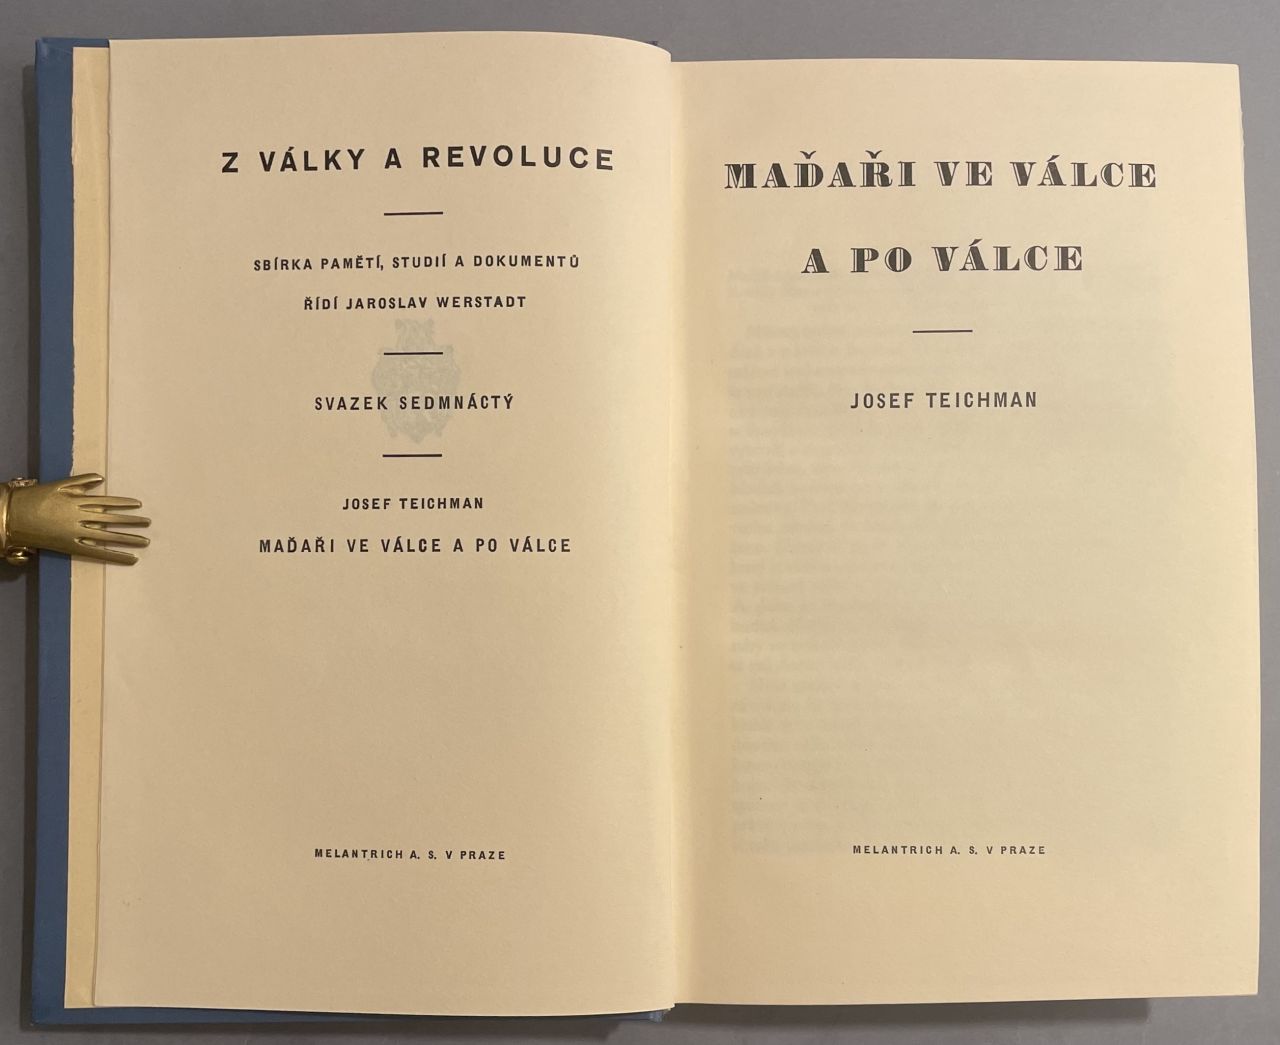 Z VÁLKY A REVOLUCE
SBÍRKA PAMĚTÍ, STUDIÍ A DOKUMENTŮ
ŘÍDÍ JAROSLAV WERSTADT
SVAZEK SEDMNÁCTÝ
JOSEF TEICHMAN
MAĎAŘI VE VÁLCE A PO VÁLCE
MELANTRICH A. S. V PRAZE
MAĎAŘI VE VÁLCE
A PO VÁLCE
JOSEF TEICHMAN
MELANTRICH A. S. V PRAZE